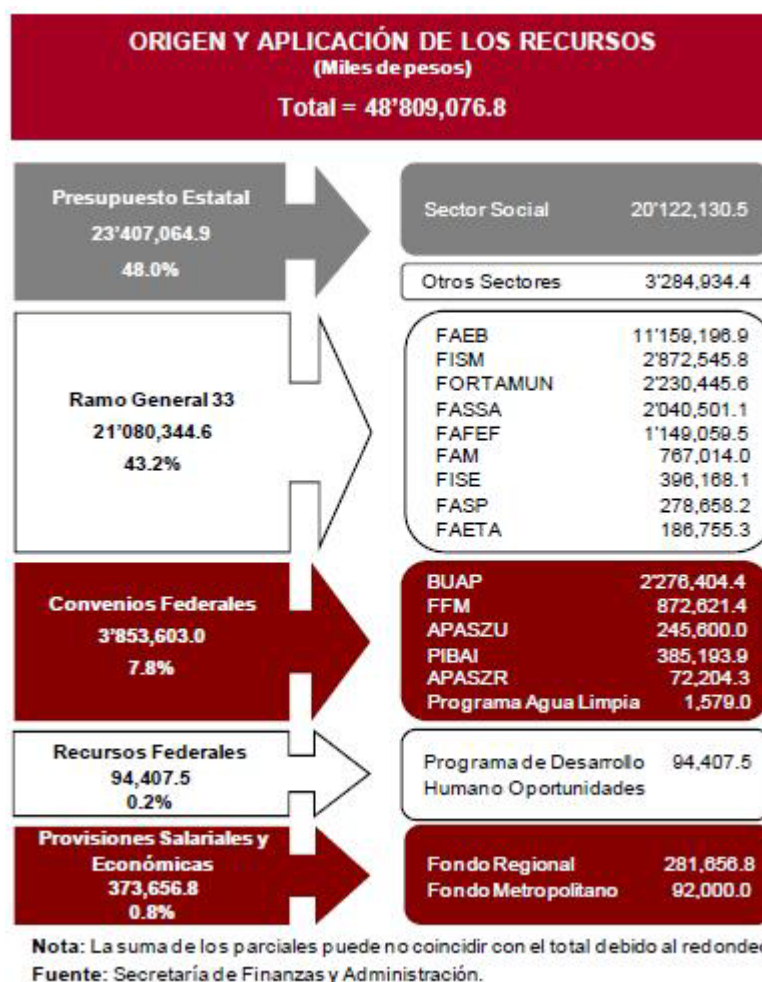 ORIGEN Y APLICACIÓN DE LOS RECURSOS
(Miles de pesos)
Total = 48’809,076.8
Presupuesto Estatal
23’407,064.9
48.0%
Sector Social 20’122,130.5
Otros Sectores 3’284,934.4
Ramo General 33
21’080,344.6
43.2%
FAEB 11’159,196.9
FISM 2’872,545.8
FORTAMUN 2’230,445.6
FASSA 2’040,501.1
FAFEF 1’149,059.5
FAM 767,014.0
FISE 396,168.1
FASP 278,658.2
FAETA 186,755.3
Convenios Federales
3’853,603.0
7.8%
BUAP 2’276,404.4
FFM 872,621.4
APASZU 245,600.0
PIBAI 385,193.9
APASZR 72,204.3
Programa Agua Limpia 1,579.0
Recursos Federales
94,407.5
0.2%
Programa de Desarrollo 94,407.5
Humano Oportunidades
Provisiones Salariales y
Económicas
373,656.8
0.8%
Fondo Regional 281,656.8
Fondo Metropolitano 92,000.0
Nota: La suma de los parciales puede no coincidir con el total debido al redondeo
Fuente: Secretaría de Finanzas y Administración.